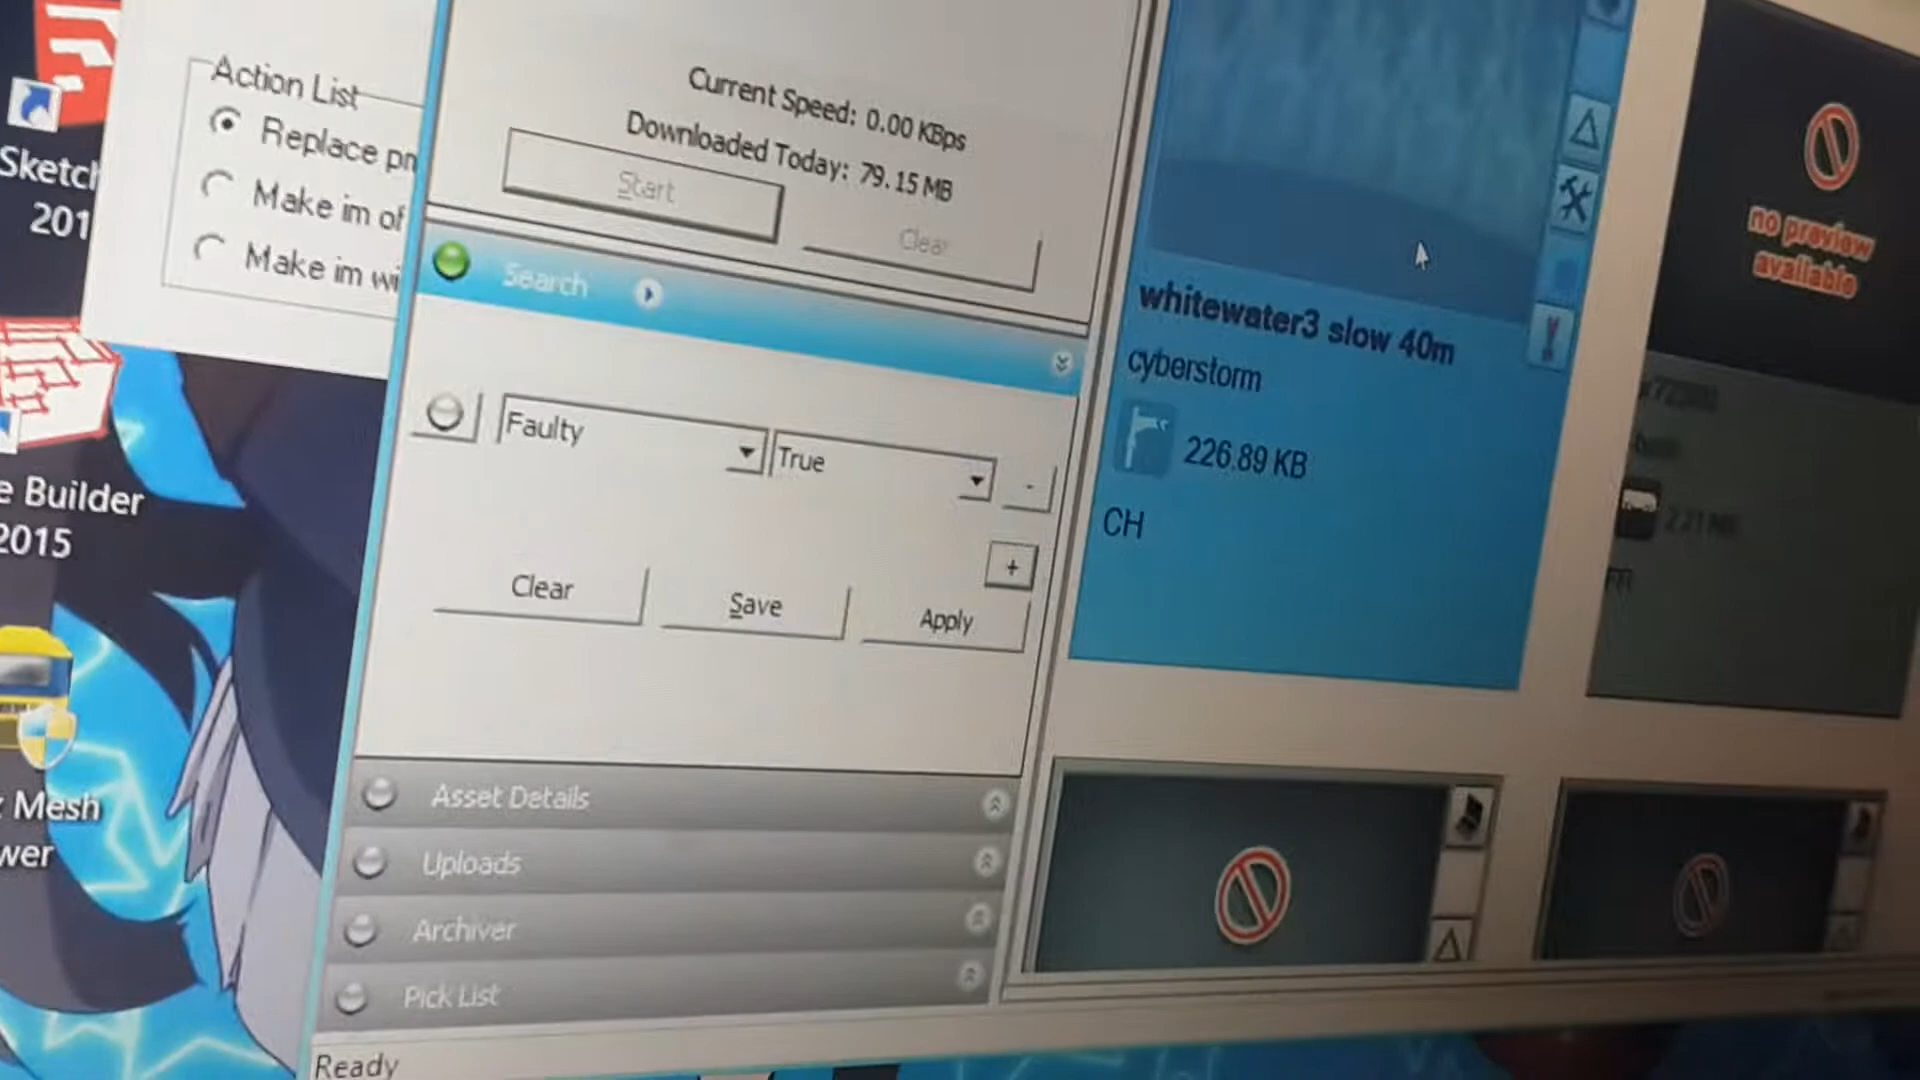 Sketch
201
e Builder
2015
Mesh
wer
Action List
Replace pn
Make im of
Make im wi
Current Speed: 0.00 KBps
Downloaded Today: 79.15 MB
Start
Clear
Search
Faulty
True
-
+
Clear
Save
Apply
Asset Details
Uploads
Archiver
Pick List
Ready
whitewater3 slow 40m
cyberstorm
226.89 KB
CH
no preview
available